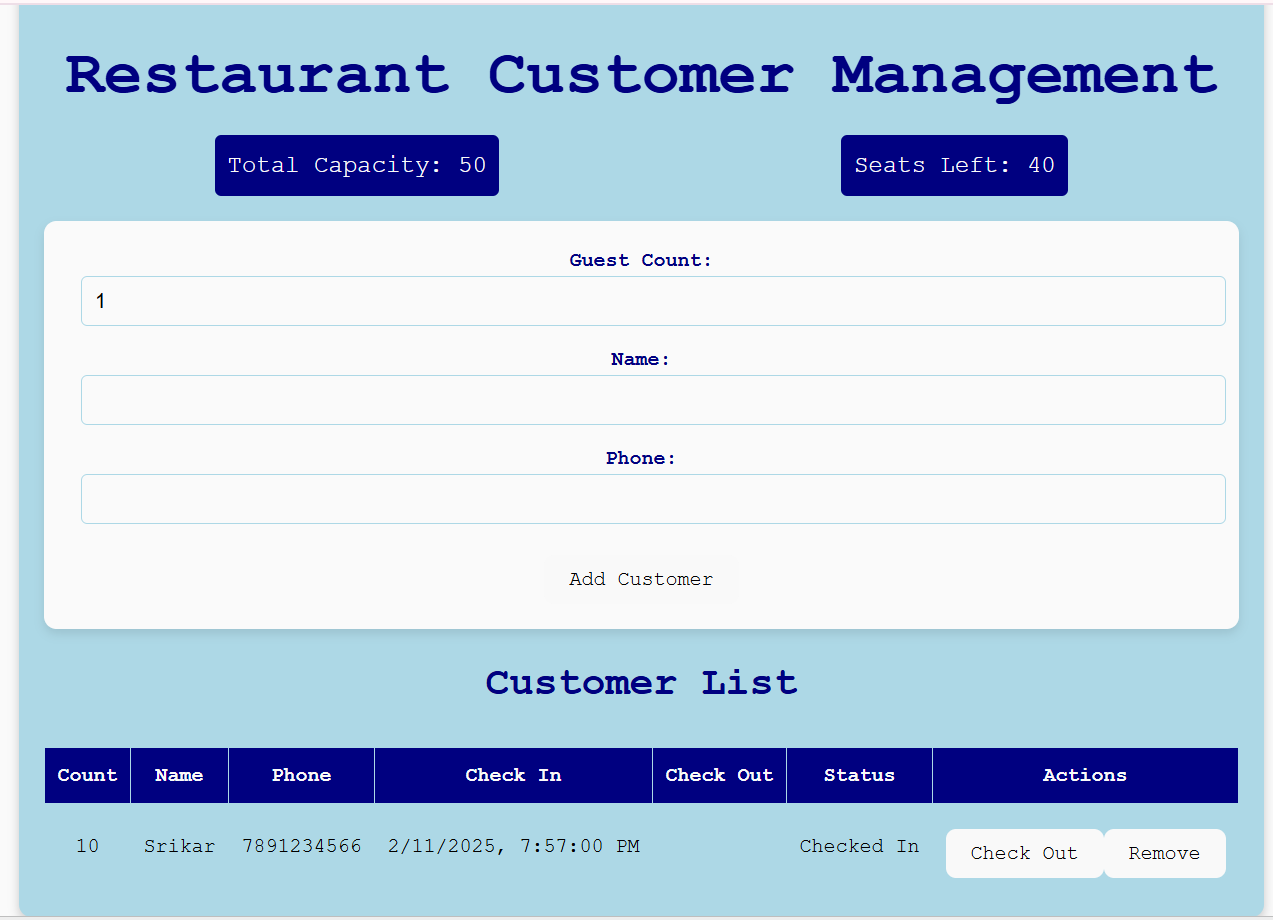 Restaurant Customer Management
Total Capacity: 50 Seats Left: 40
Guest Count:
1
Name:
Phone:
Add Customer
Customer List
Count Name Phone Check In Check Out Status Actions
10 Srikar 7891234566 2/11/2025, 7:57:00 PM Checked In Check Out Remove